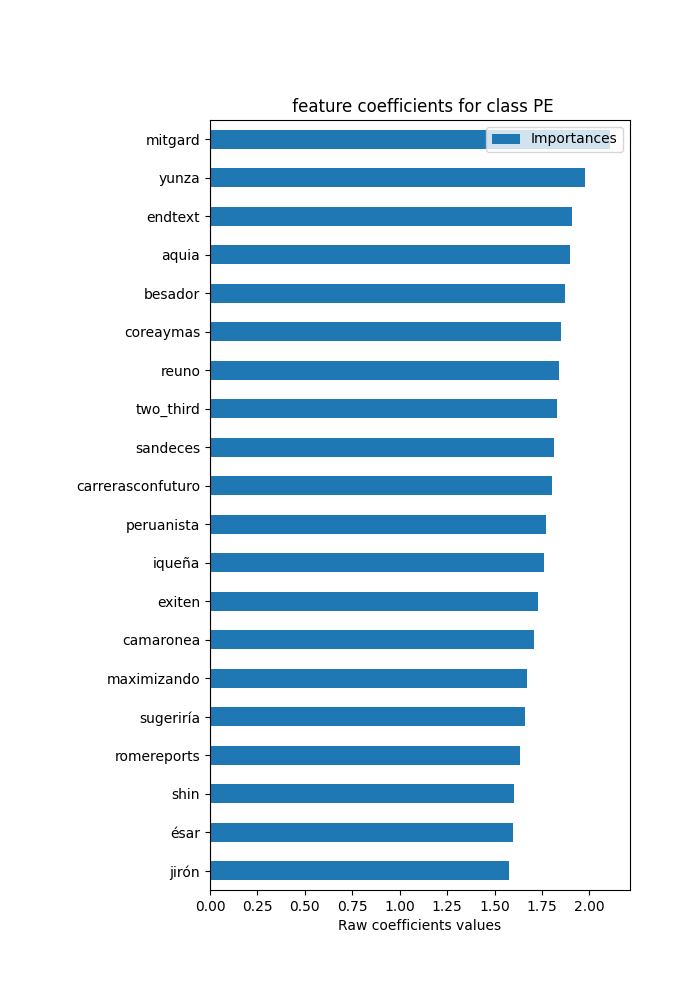 feature coefficients for class PE
Importances
mitgard
yunza
endtext
aquia
besador
coreaymas
reuno
two_third
sandeces
carrerasconfuturo
peruanista
iqueña
exiten
camaronea
maximizando
sugeriría
romereports
shin
ésar
jirón
0.00 0.25 0.50 0.75 1.00 1.25 1.50 1.75 2.00
Raw coefficients values